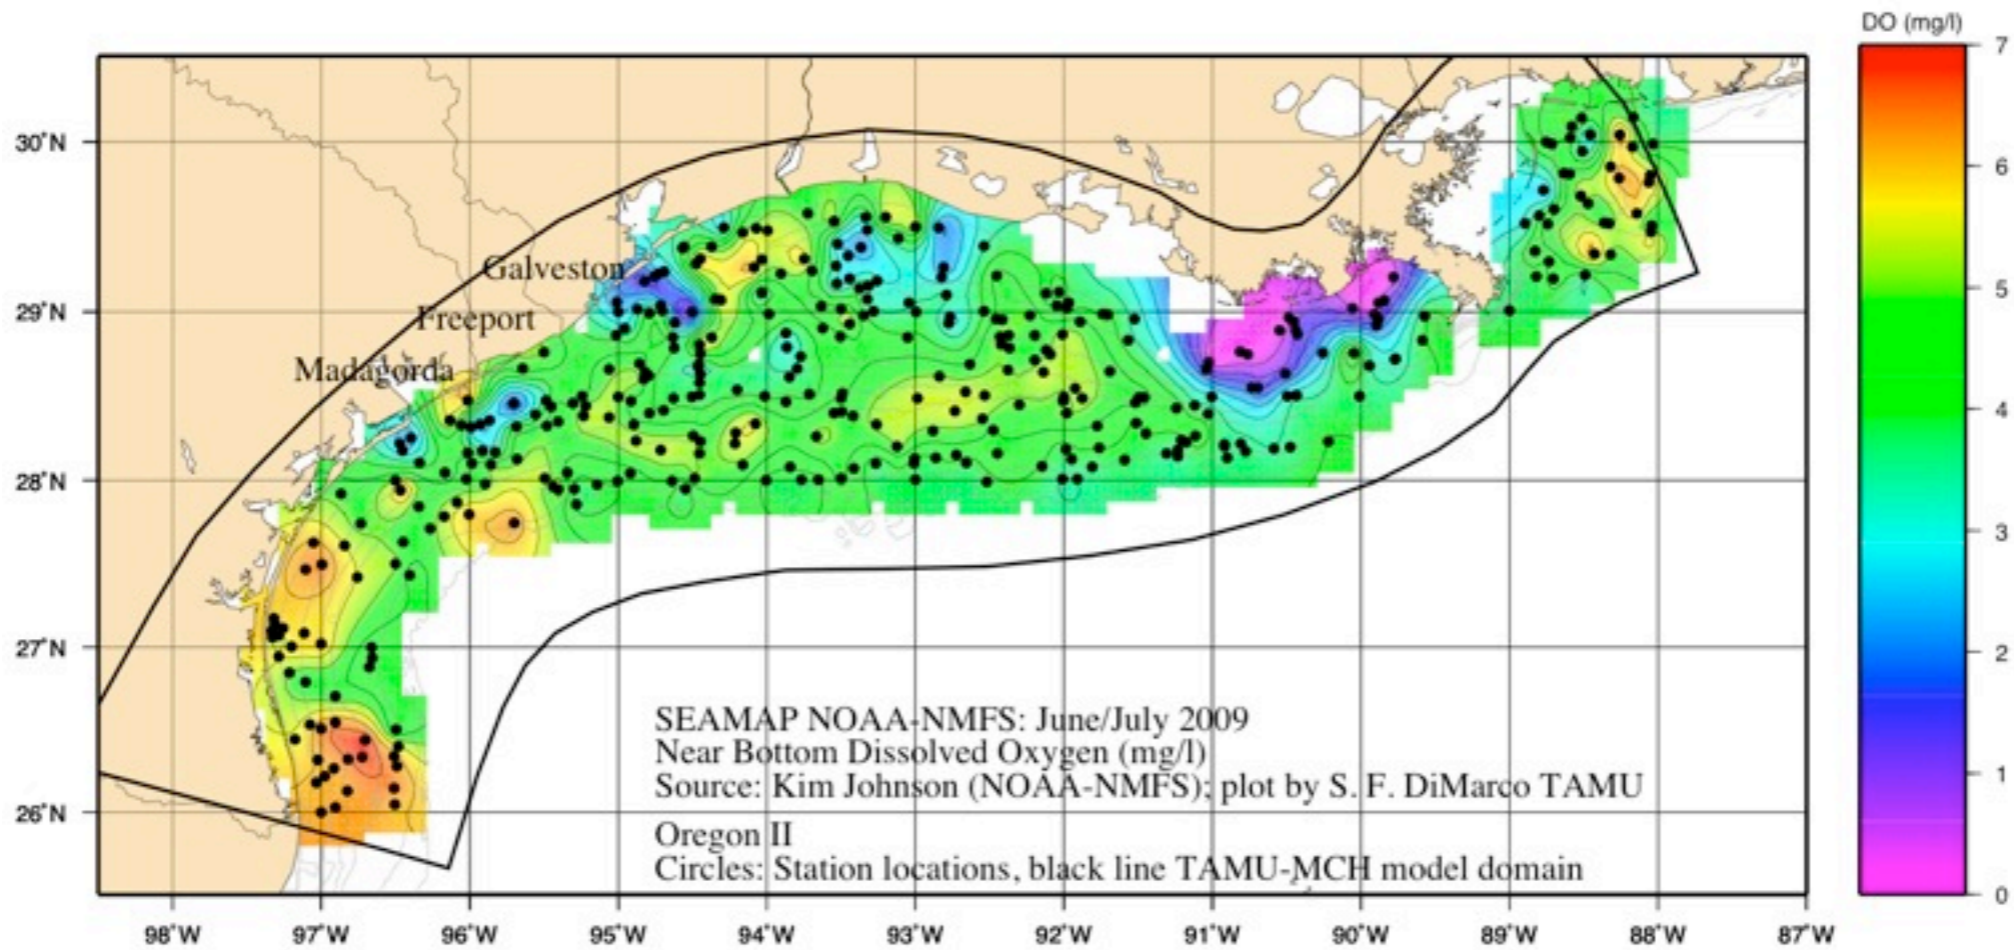 DO (mg/l)
7
6
5
4
3
2
1
0
30°N
29°N
28°N
27°N
26°N
Galveston
Freeport
Madagorda
SEAMAP NOAA-NMFS: June/July 2009
Near Bottom Dissolved Oxygen (mg/l)
Source: Kim Johnson (NOAA-NMFS); plot by S. F. DiMarco TAMU
Oregon II
Circles: Station locations, black line TAMU-MCH model domain
98°W 97°W 96°W 95°W 94°W 93°W 92°W 91°W 90°W 89°W 88°W 87°W